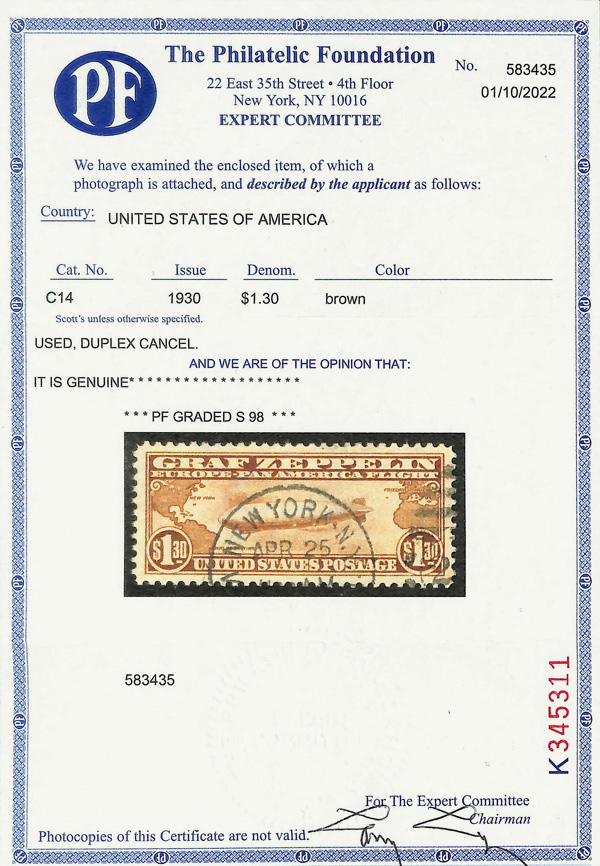 PF
The Philatelic Foundation
22 East 35th Street • 4th Floor
New York, NY 10016
EXPERT COMMITTEE
No. 583435
01/10/2022
We have examined the enclosed item, of which a
photograph is attached, and described by the applicant as follows:
Country: UNITED STATES OF AMERICA
Cat. No. Issue Denom. Color
C14 1930 $1.30 brown
Scott's unless otherwise specified.
USED, DUPLEX CANCEL.
AND WE ARE OF THE OPINION THAT:
IT IS GENUINE* * * * * * * * * * * * * * * * * * * *
* * * PF GRADED S 98 * * *
GRAF ZEPPELIN
EUROPE-PAN AMERICA FLIGHT
NEW YORK
NEW YORK, N.Y.
APR 25
$1.30 $1.30
UNITED STATES POSTAGE
583435
K345311
For The Expert Committee
Chairman
Photocopies of this Certificate are not valid.